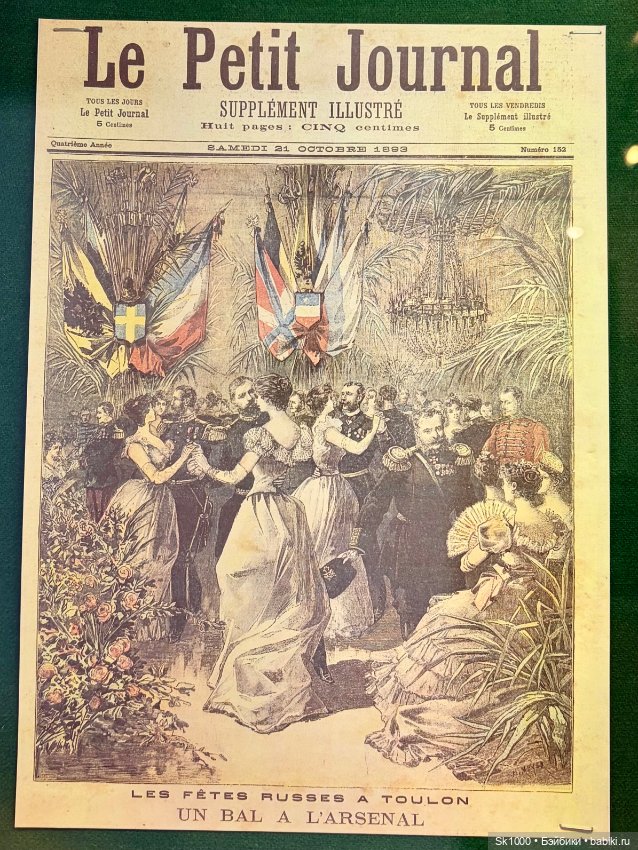 Le Petit Journal
TOUS LES JOURS
Le Petit Journal
5 Centimes
SUPPLÉMENT ILLUSTRÉ
Huit pages : CINQ centimes
TOUS LES VENDREDIS
Le Supplément illustré
5 Centimes
Quatrième Année
SAMEDI 21 OCTOBRE 1893
Numéro 152
LES FÊTES RUSSES A TOULON
UN BAL A L'ARSENAL
Sk1000 • Бэйбики • babiki.ru